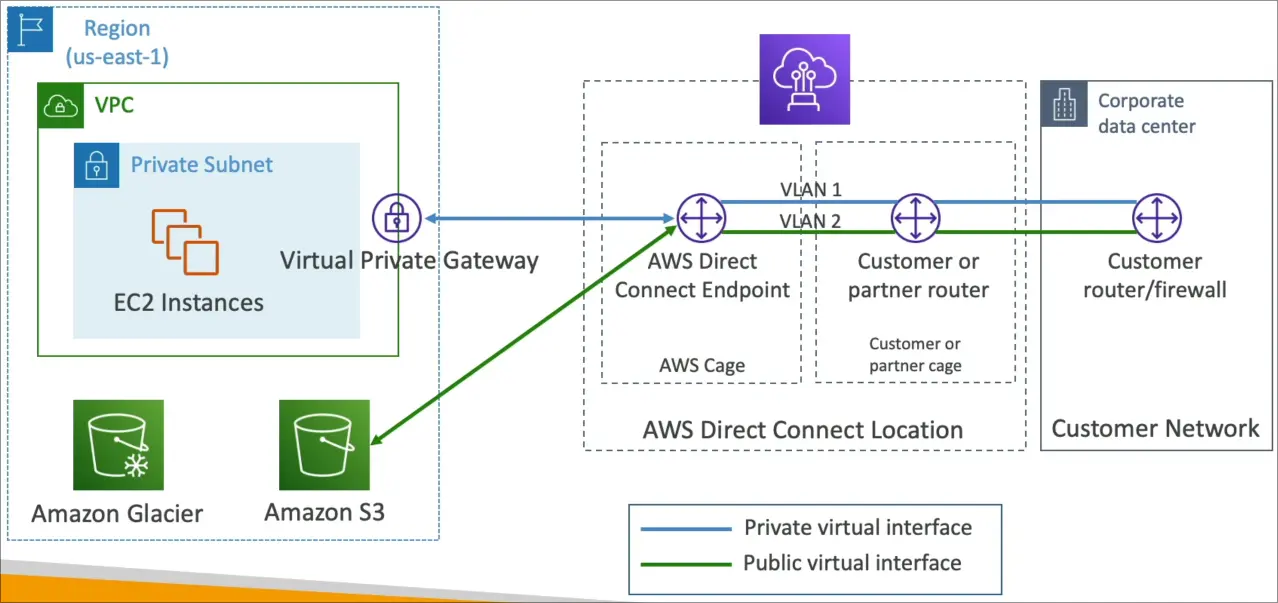 Region
(us-east-1)
VPC
Private Subnet
EC2 Instances
Virtual Private Gateway
Amazon Glacier
Amazon S3
VLAN 1
VLAN 2
AWS Direct
Connect Endpoint
AWS Cage
Customer or
partner router
Customer or
partner cage
AWS Direct Connect Location
Corporate
data center
Customer
router/firewall
Customer Network
Private virtual interface
Public virtual interface